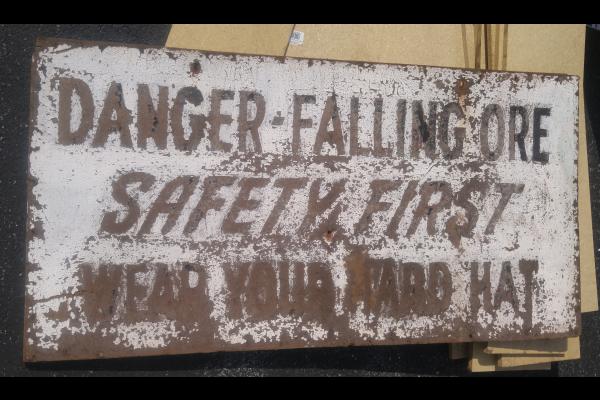 DANGER-FALLING ORE
SAFETY FIRST
WEAR YOUR HARD HAT